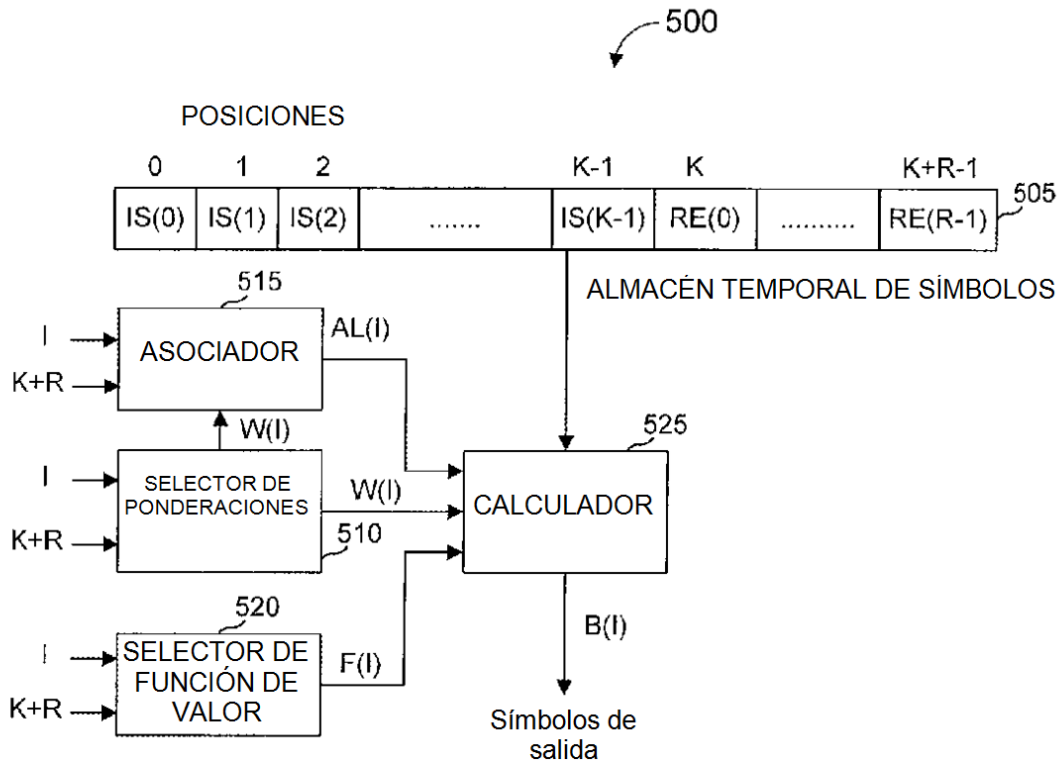 500
POSICIONES
0 1 2 K-1 K K+R-1
IS(0) IS(1) IS(2) ....... IS(K-1) RE(0) .......... RE(R-1) 505
ALMACÉN TEMPORAL DE SÍMBOLOS
515
I
K+R
ASOCIADOR
AL(I)
W(I)
I
K+R
SELECTOR DE
PONDERACIONES
510
W(I)
525
CALCULADOR
520
I
K+R
SELECTOR DE
FUNCIÓN DE
VALOR
F(I)
B(I)
Símbolos de
salida